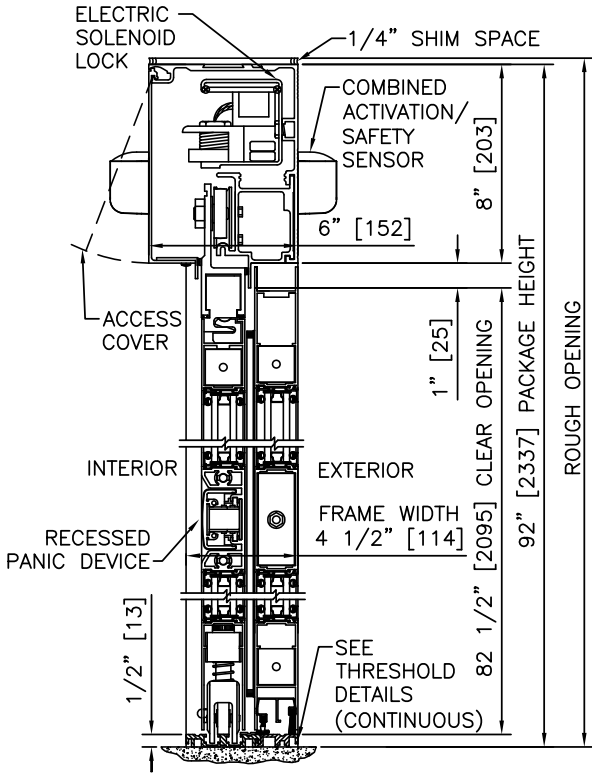 ELECTRIC
SOLENOID
LOCK
1/4” SHIM SPACE
COMBINED
ACTIVATION/
SAFETY
SENSOR
8” [203]
6” [152]
ACCESS
COVER
1” [25]
82 1/2” [2095] CLEAR OPENING
92” [2337] PACKAGE HEIGHT
ROUGH OPENING
INTERIOR
EXTERIOR
FRAME WIDTH
4 1/2” [114]
RECESSED
PANIC DEVICE
1/2” [13]
SEE
THRESHOLD
DETAILS
(CONTINUOUS)